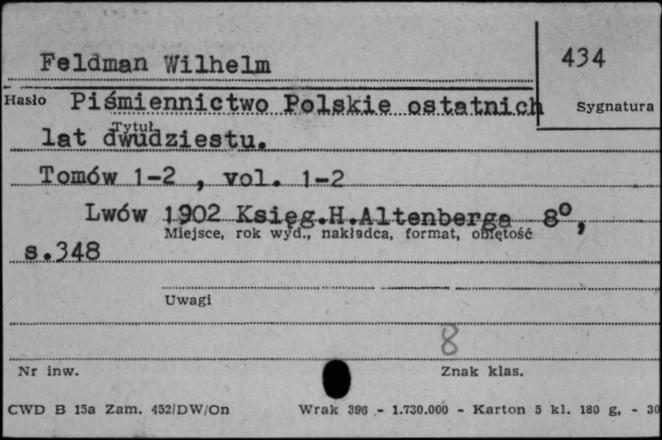 Feldman Wilhelm
434
Hasło Piśmiennictwo Polskie ostatnich
Sygnatura
Tytuł
lat dwudziestu.
Tomów 1-2 , vol. 1-2
Lwów 1902 Księg.H.Altenberga 8°,
Miejsce, rok wyd., nakładca, format, objętość
s.348
Uwagi
8
Nr inw. Znak klas.
CWD B 15a Zam. 452/DW/On Wrak 396 - 1.730.000 - Karton 5 kl. 180 g, - 30